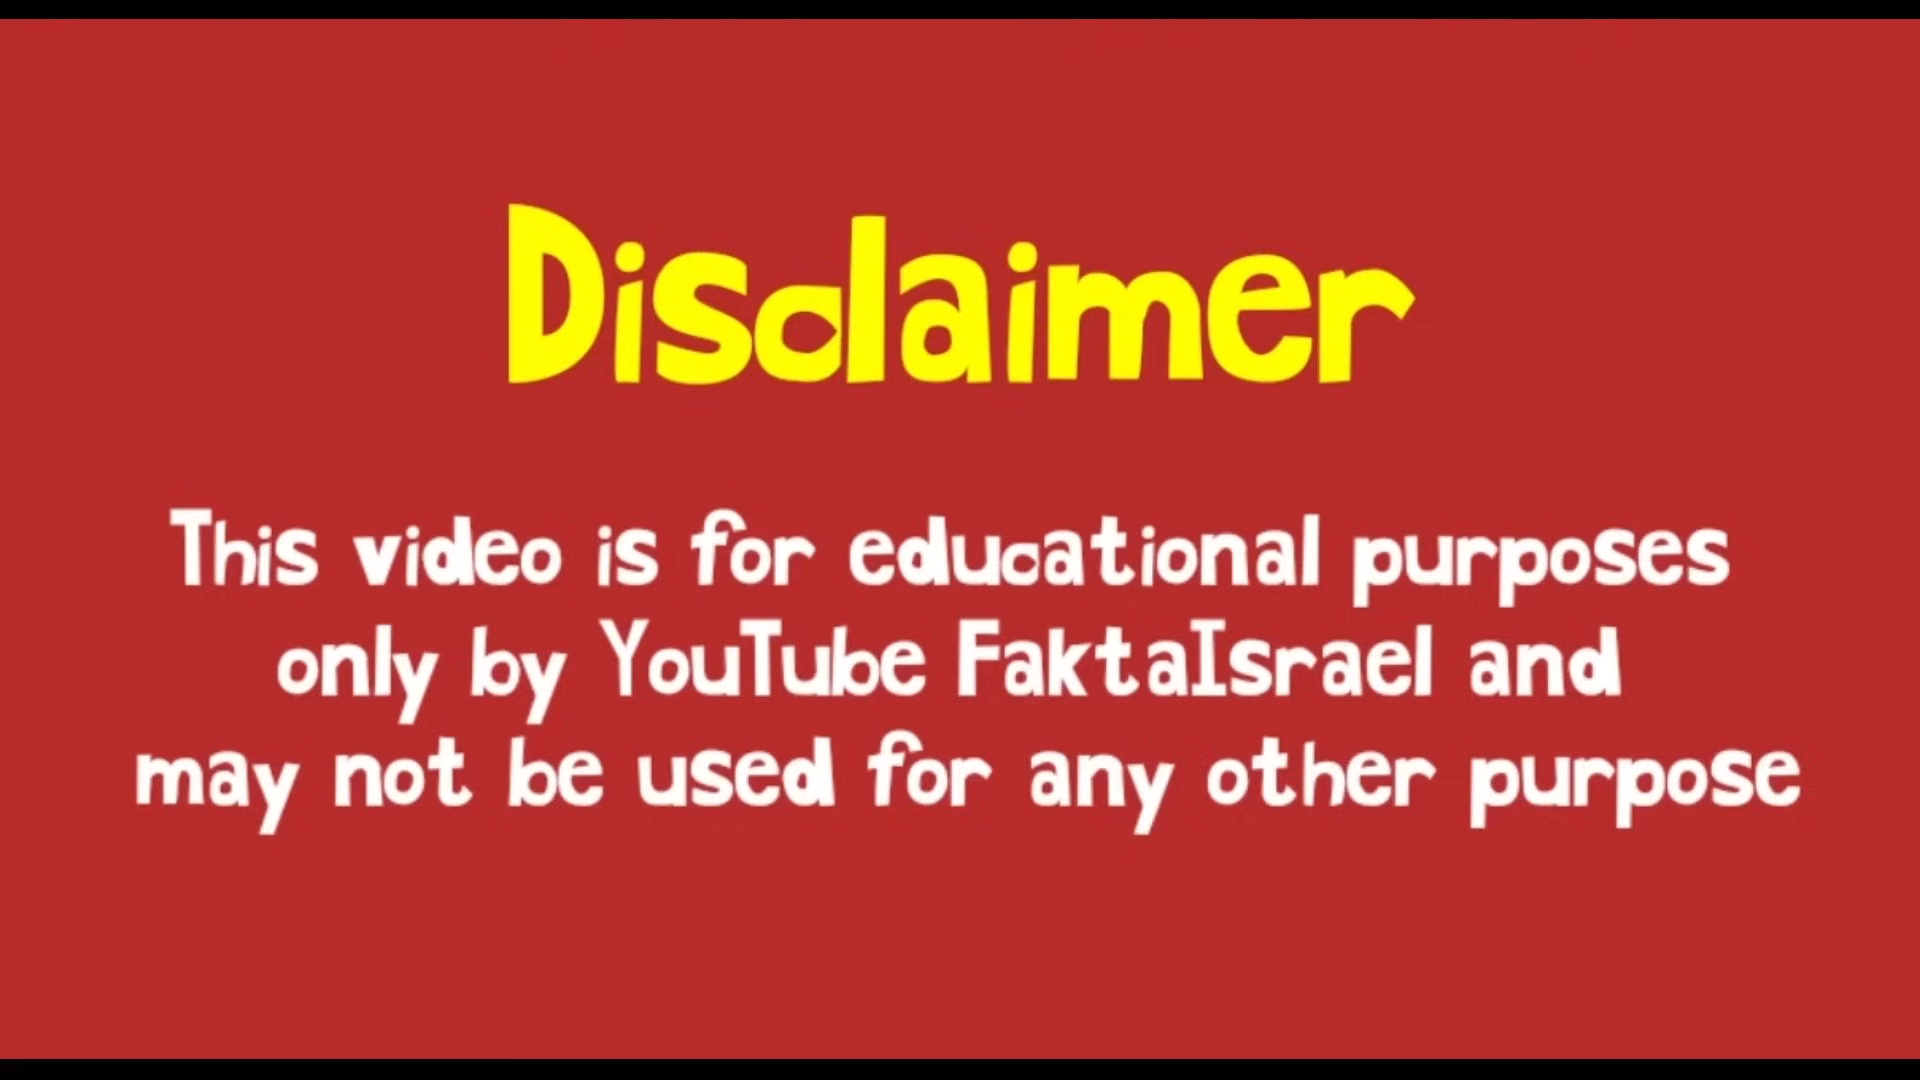 Disclaimer
This video is for educational purposes
only by YouTube FaktaIsrael and
may not be used for any other purpose